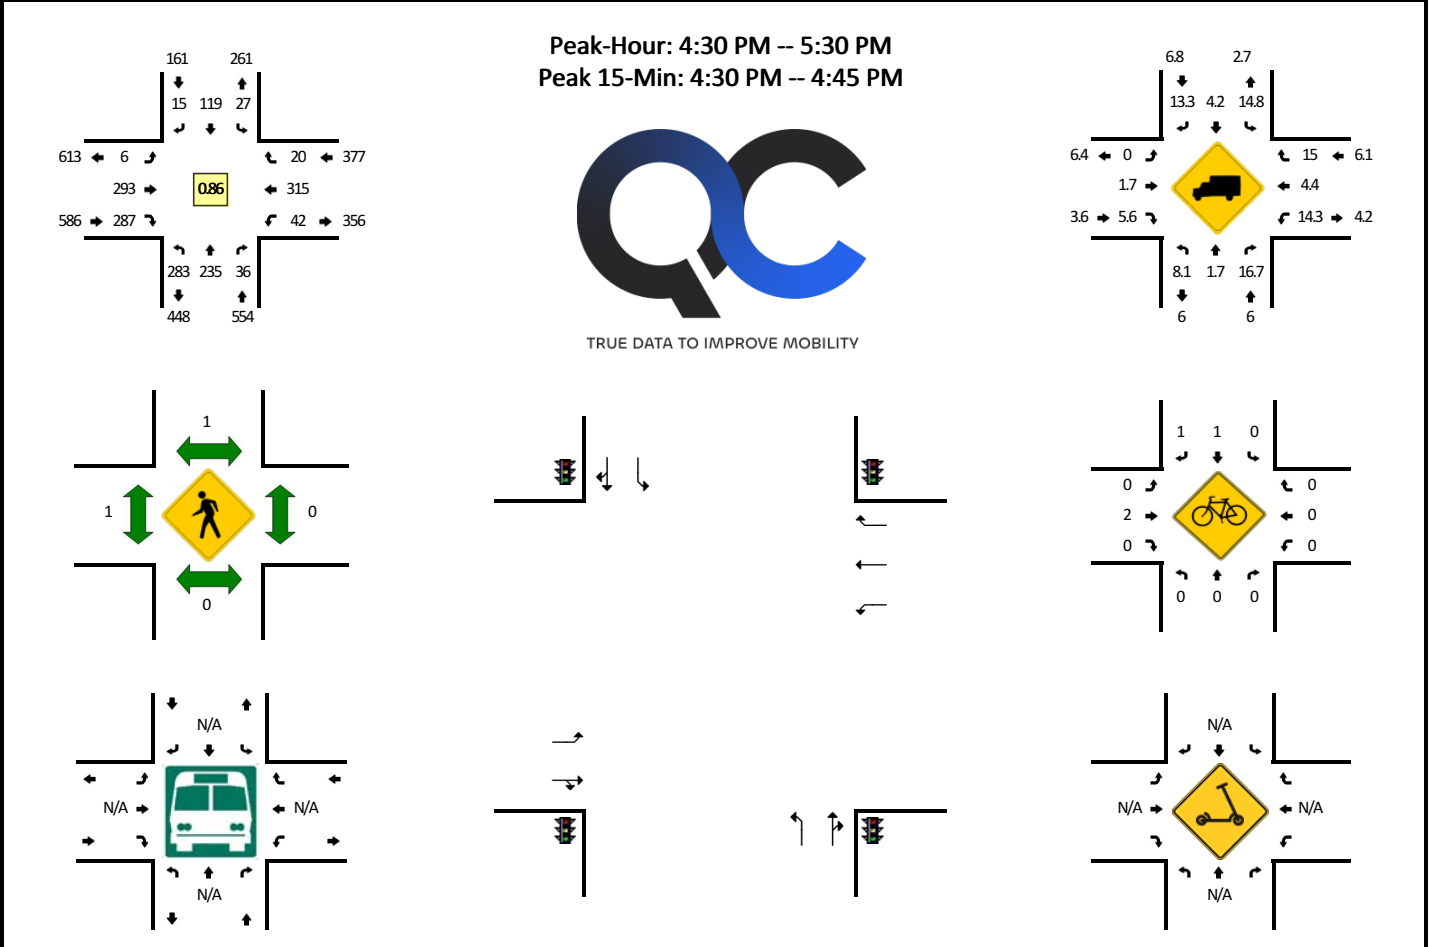 Peak-Hour: 4:30 PM -- 5:30 PM
Peak 15-Min: 4:30 PM -- 4:45 PM
161 261
15 119 27
613 6 20 377
293 0.86 315
586 287 42 356
283 235 36
448 554
QC
TRUE DATA TO IMPROVE MOBILITY
6.8 2.7
13.3 4.2 14.8
6.4 0 15 6.1
1.7 4.4
3.6 5.6 14.3 4.2
8.1 1.7 16.7
6 6
1
1 0
0
1 1 0
0 0
2 0
0 0
0 0 0
N/A
N/A N/A
N/A
N/A
N/A N/A
N/A